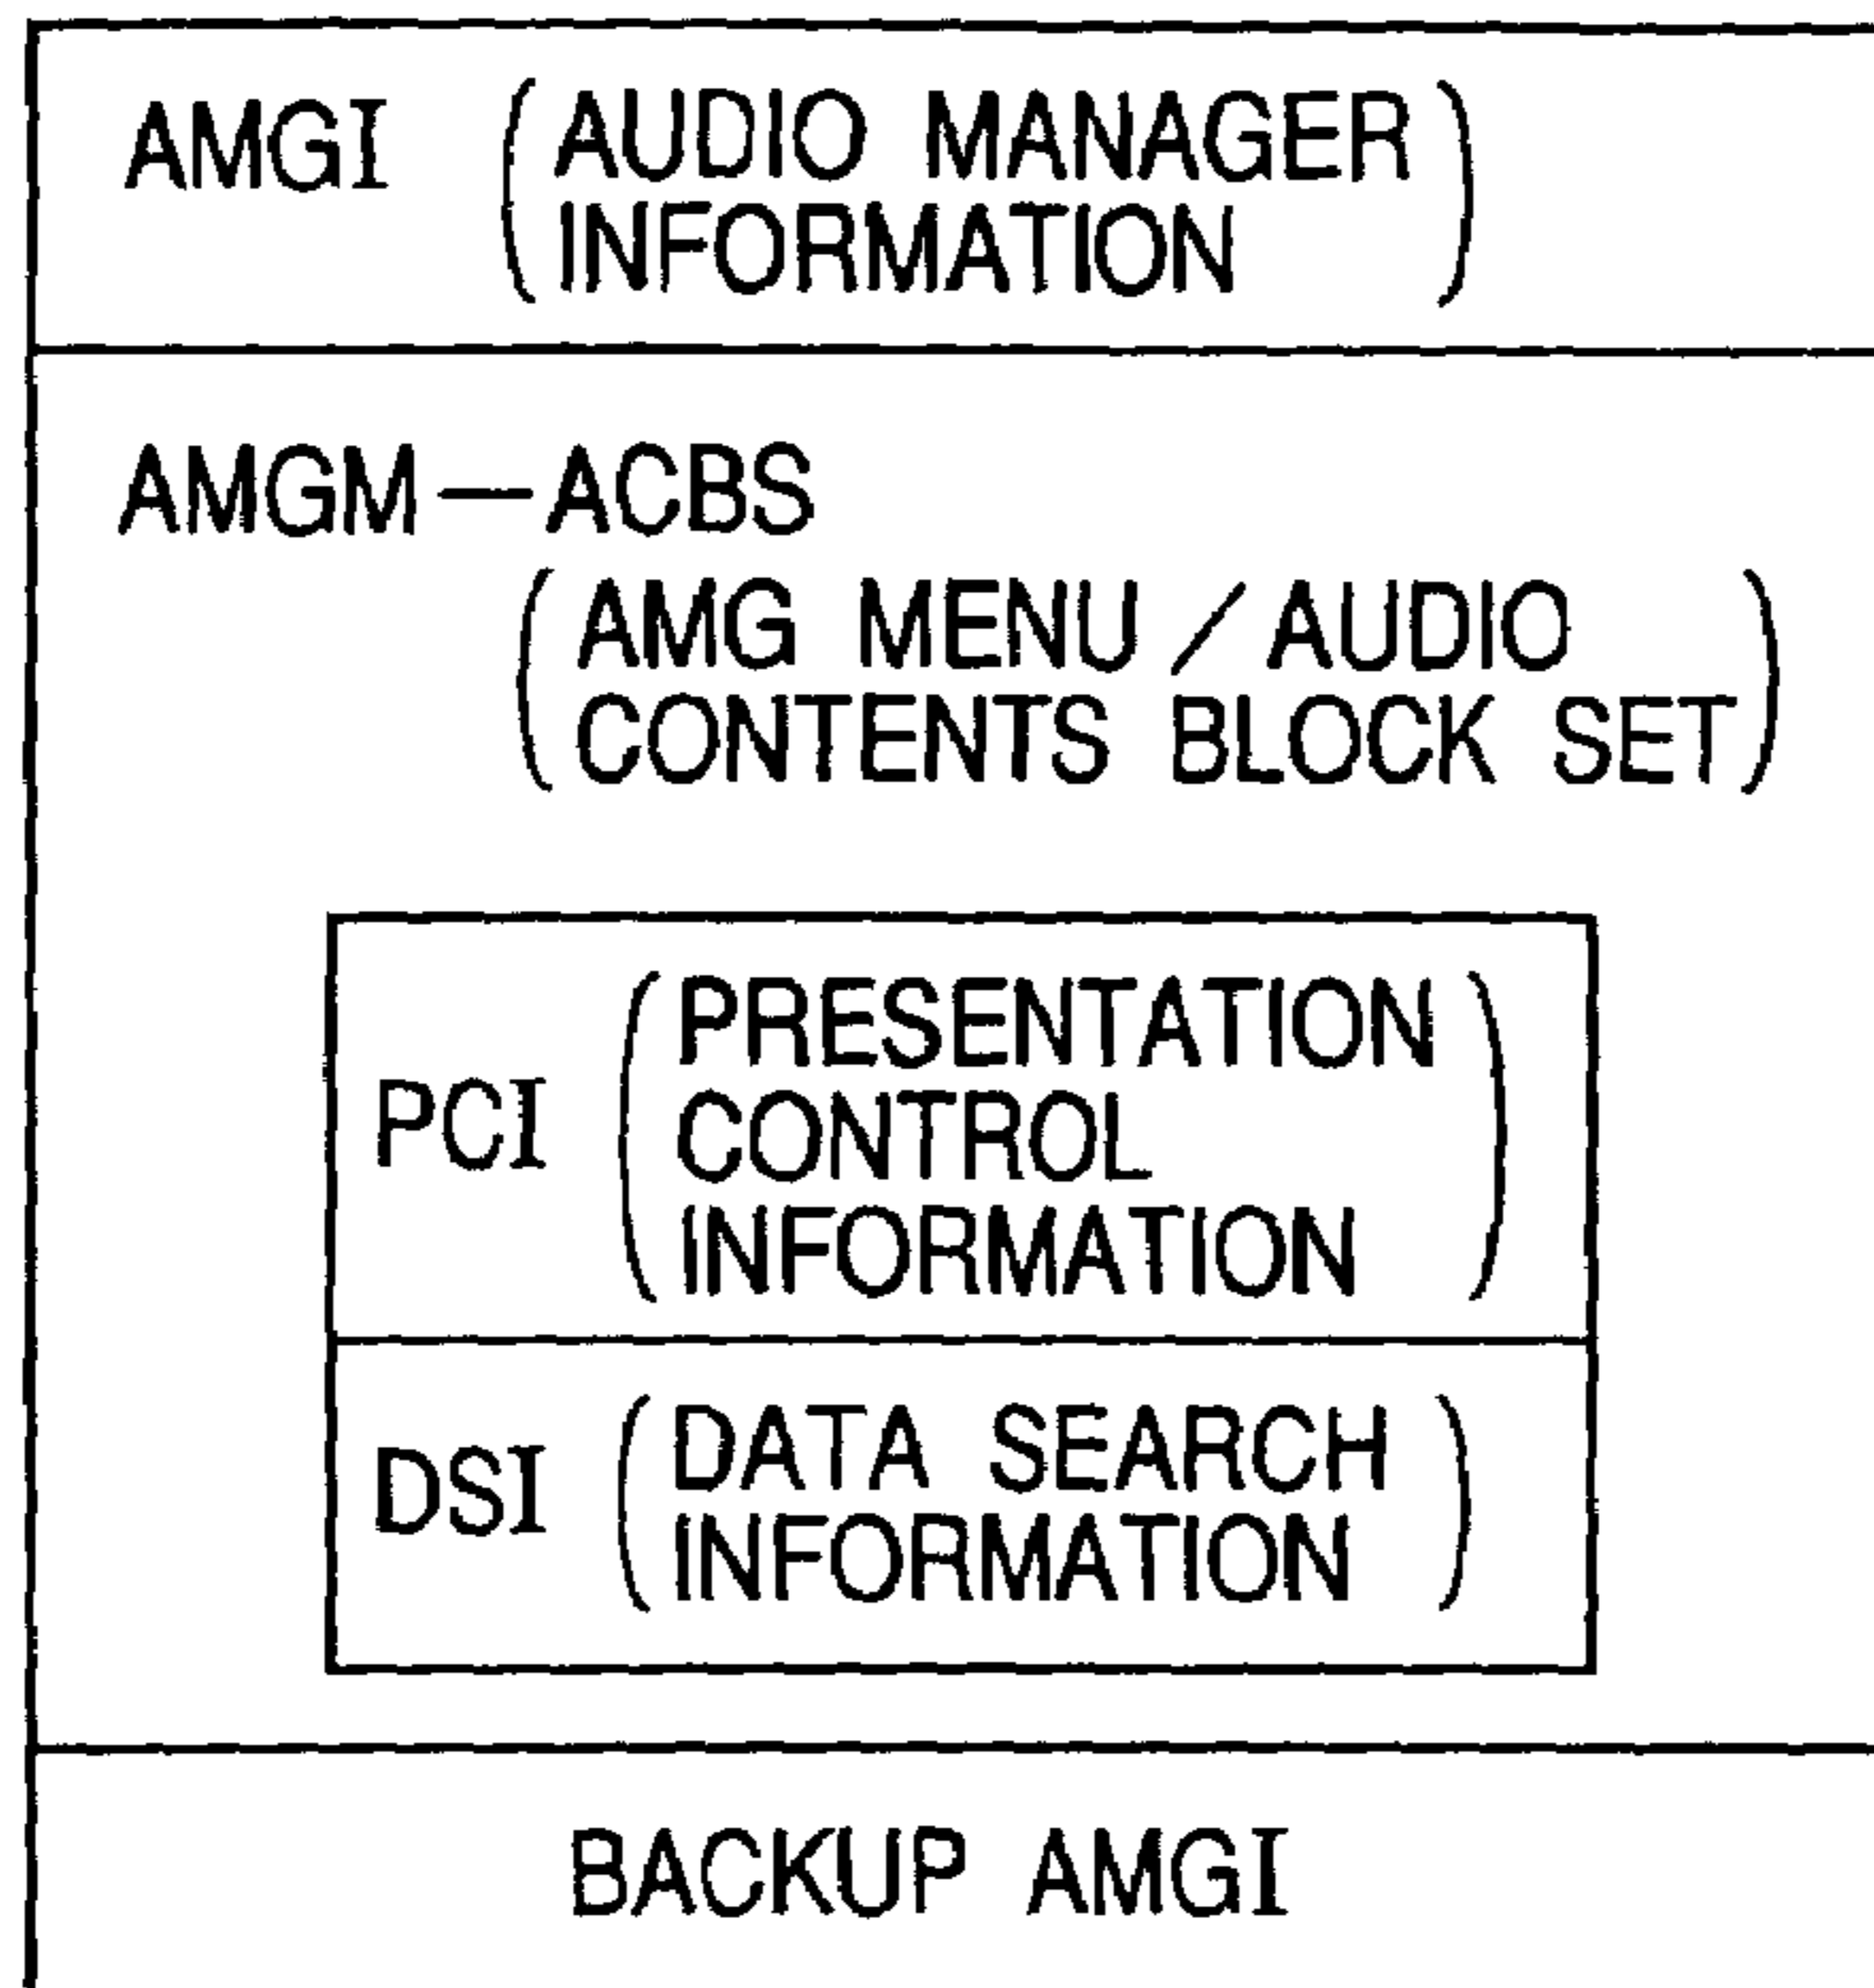 AMGI (AUDIO MANAGER
INFORMATION)
AMGM—ACBS
(AMG MENU/AUDIO
CONTENTS BLOCK SET)
PCI (PRESENTATION
CONTROL
INFORMATION)
DSI (DATA SEARCH
INFORMATION)
BACKUP AMGI